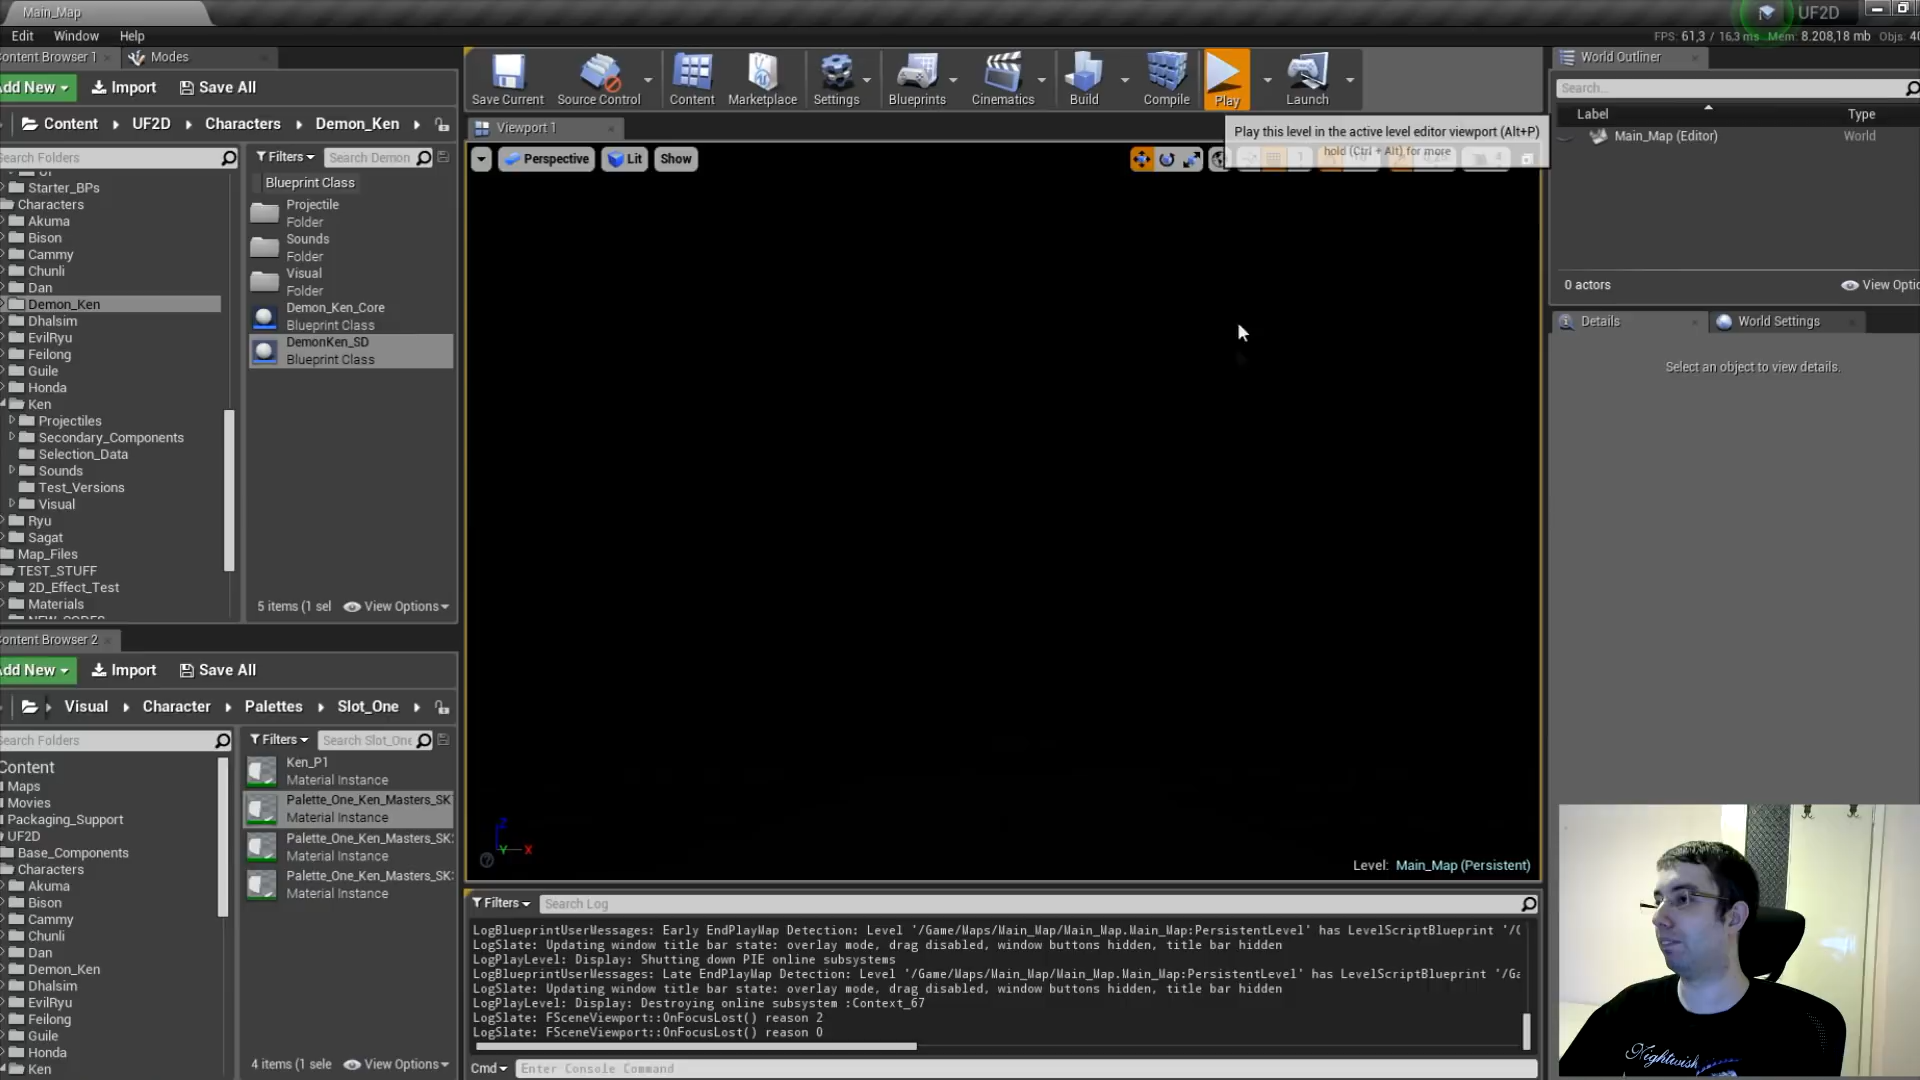 Main_Map
UF2D
Edit Window Help
FPS: 61,3 / 16,3 ms Mem: 8.208,18 mb Objs: 40
Content Browser 1
Modes
Add New
Import
Save All
Content UF2D Characters Demon_Ken
Search Folders
Starter_BPs
Characters
Akuma
Bison
Cammy
Chunli
Dan
Demon_Ken
Dhalsim
EvilRyu
Feilong
Guile
Honda
Ken
Projectiles
Secondary_Components
Selection_Data
Sounds
Test_Versions
Visual
Ryu
Sagat
Map_Files
TEST_STUFF
2D_Effect_Test
Materials
Filters
Search Demon
Blueprint Class
Projectile
Folder
Sounds
Folder
Visual
Folder
Demon_Ken_Core
Blueprint Class
DemonKen_SD
Blueprint Class
5 items (1 sel
View Options
Content Browser 2
Add New
Import
Save All
Visual Character Palettes Slot_One
Search Folders
Content
Maps
Movies
Packaging_Support
UF2D
Base_Components
Characters
Akuma
Bison
Cammy
Chunli
Dan
Demon_Ken
Dhalsim
EvilRyu
Feilong
Guile
Honda
Ken
Filters
Search Slot_One
Ken_P1
Material Instance
Palette_One_Ken_Masters_SK
Material Instance
Palette_One_Ken_Masters_SK
Material Instance
Palette_One_Ken_Masters_SK
Material Instance
4 items (1 sele
View Options
Save Current
Source Control
Content
Marketplace
Settings
Blueprints
Cinematics
Build
Compile
Play
Launch
Viewport 1
Play this level in the active level editor viewport (Alt+P)
hold (Ctrl + Alt) for more
Perspective
Lit
Show
Z
Y
X
Level: Main_Map (Persistent)
Filters
Search Log
LogBlueprintUserMessages: Early EndPlayMap Detection: Level '/Game/Maps/Main_Map/Main_Map.Main_Map:PersistentLevel' has LevelScriptBlueprint '/G
LogSlate: Updating window title bar state: overlay mode, drag disabled, window buttons hidden, title bar hidden
LogPlayLevel: Display: Shutting down PIE online subsystems
LogBlueprintUserMessages: Late EndPlayMap Detection: Level '/Game/Maps/Main_Map/Main_Map.Main_Map:PersistentLevel' has LevelScriptBlueprint '/Ga
LogSlate: Updating window title bar state: overlay mode, drag disabled, window buttons hidden, title bar hidden
LogPlayLevel: Display: Destroying online subsystem :Context_67
LogSlate: FSceneViewport::OnFocusLost() reason 2
LogSlate: FSceneViewport::OnFocusLost() reason 0
Cmd
Enter Console Command
World Outliner
Search...
Label
Type
Main_Map (Editor)
World
0 actors
View Optio
Details
World Settings
Select an object to view details.
Nightwish